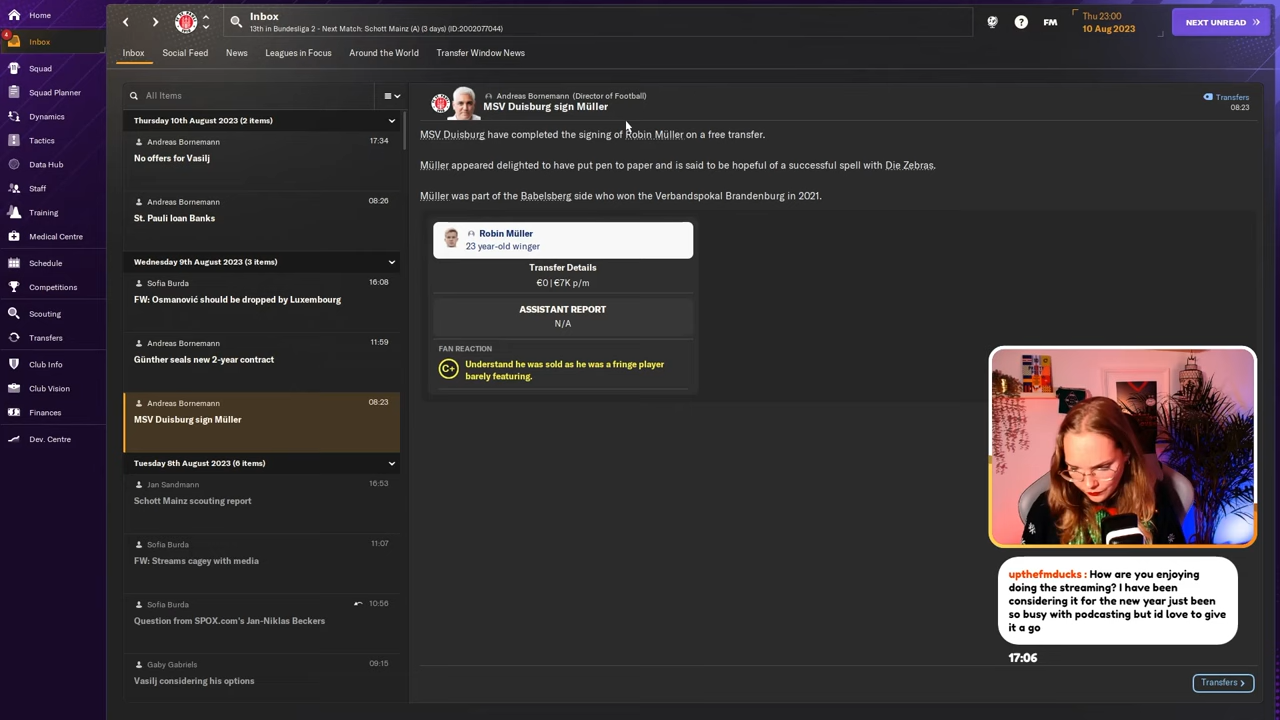 Home
4
Inbox
Squad
Squad Planner
Dynamics
Tactics
Data Hub
Staff
Training
Medical Centre
Schedule
Competitions
Scouting
Transfers
Club Info
Club Vision
Finances
Dev. Centre
Inbox
13th in Bundesliga 2 - Next Match: Schott Mainz (A) (3 days) (ID:2002077044)
?
FM
Thu 23:00
10 Aug 2023
NEXT UNREAD
Inbox
Social Feed
News
Leagues in Focus
Around the World
Transfer Window News
All Items
Thursday 10th August 2023 (2 items)
Andreas Bornemann
17:34
No offers for Vasilj
Andreas Bornemann
08:26
St. Pauli loan Banks
Wednesday 9th August 2023 (3 items)
Sofia Burda
16:08
FW: Osmanović should be dropped by Luxembourg
Andreas Bornemann
11:59
Günther seals new 2-year contract
Andreas Bornemann
08:23
MSV Duisburg sign Müller
Tuesday 8th August 2023 (6 items)
Jan Sandmann
16:53
Schott Mainz scouting report
Sofia Burda
11:07
FW: Streams cagey with media
Sofia Burda
10:56
Question from SPOX.com's Jan-Niklas Beckers
Gaby Gabriels
09:15
Vasilj considering his options
Andreas Bornemann (Director of Football)
MSV Duisburg sign Müller
Transfers
08:23
MSV Duisburg have completed the signing of Robin Müller on a free transfer.
Müller appeared delighted to have put pen to paper and is said to be hopeful of a successful spell with Die Zebras.
Müller was part of the Babelsberg side who won the Verbandspokal Brandenburg in 2021.
Robin Müller
23 year-old winger
Transfer Details
€0 | €7K p/m
ASSISTANT REPORT
N/A
FAN REACTION
C+
Understand he was sold as he was a fringe player
barely featuring.
upthefmducks : How are you enjoying
doing the streaming? I have been
considering it for the new year just been
so busy with podcasting but id love to give
it a go
17:06
Transfers